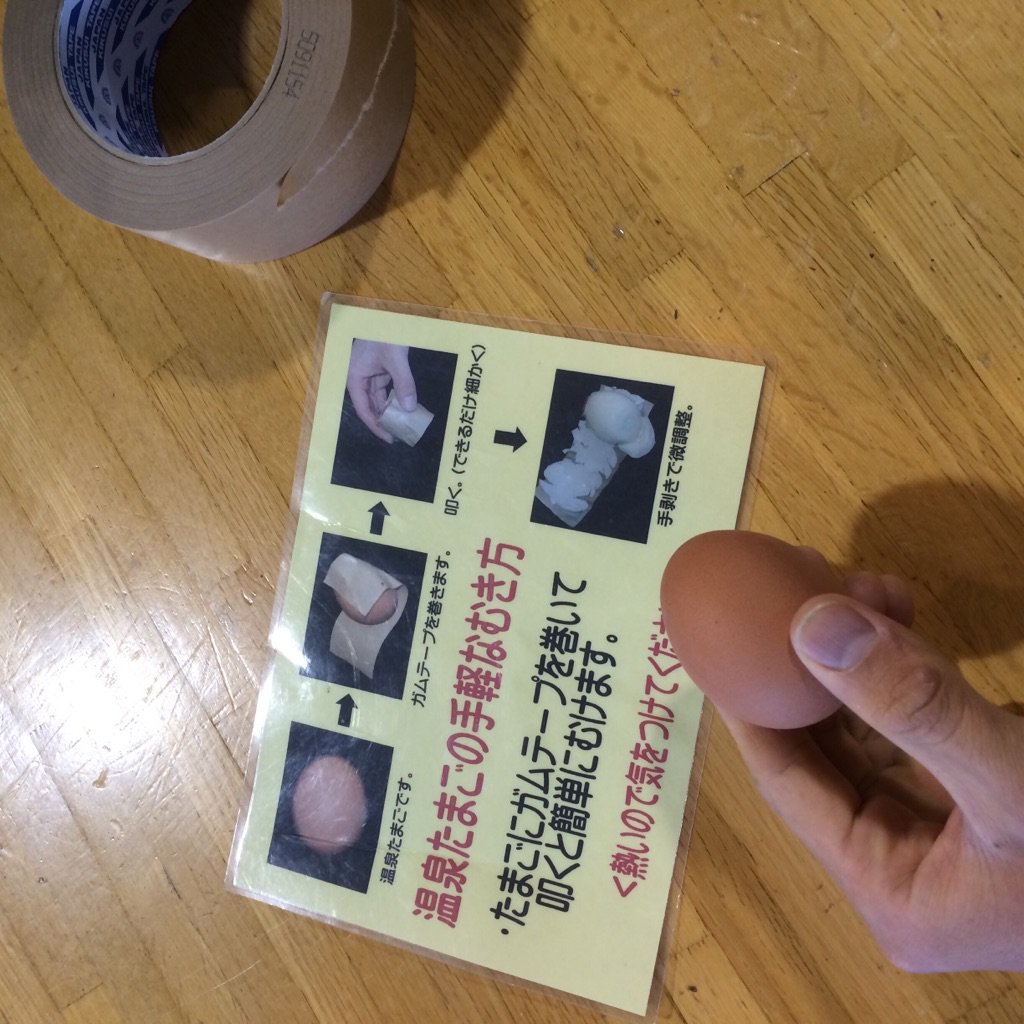 温泉たまごです。
ガムテープを巻きます。
叩く。(できるだけ細かく)
手剥きで微調整。
温泉たまごの手軽なむき方
・たまごにガムテープを巻いて
叩くと簡単にむけます。
<熱いので気をつけてくだ
JAPAN
TAPE
5091154